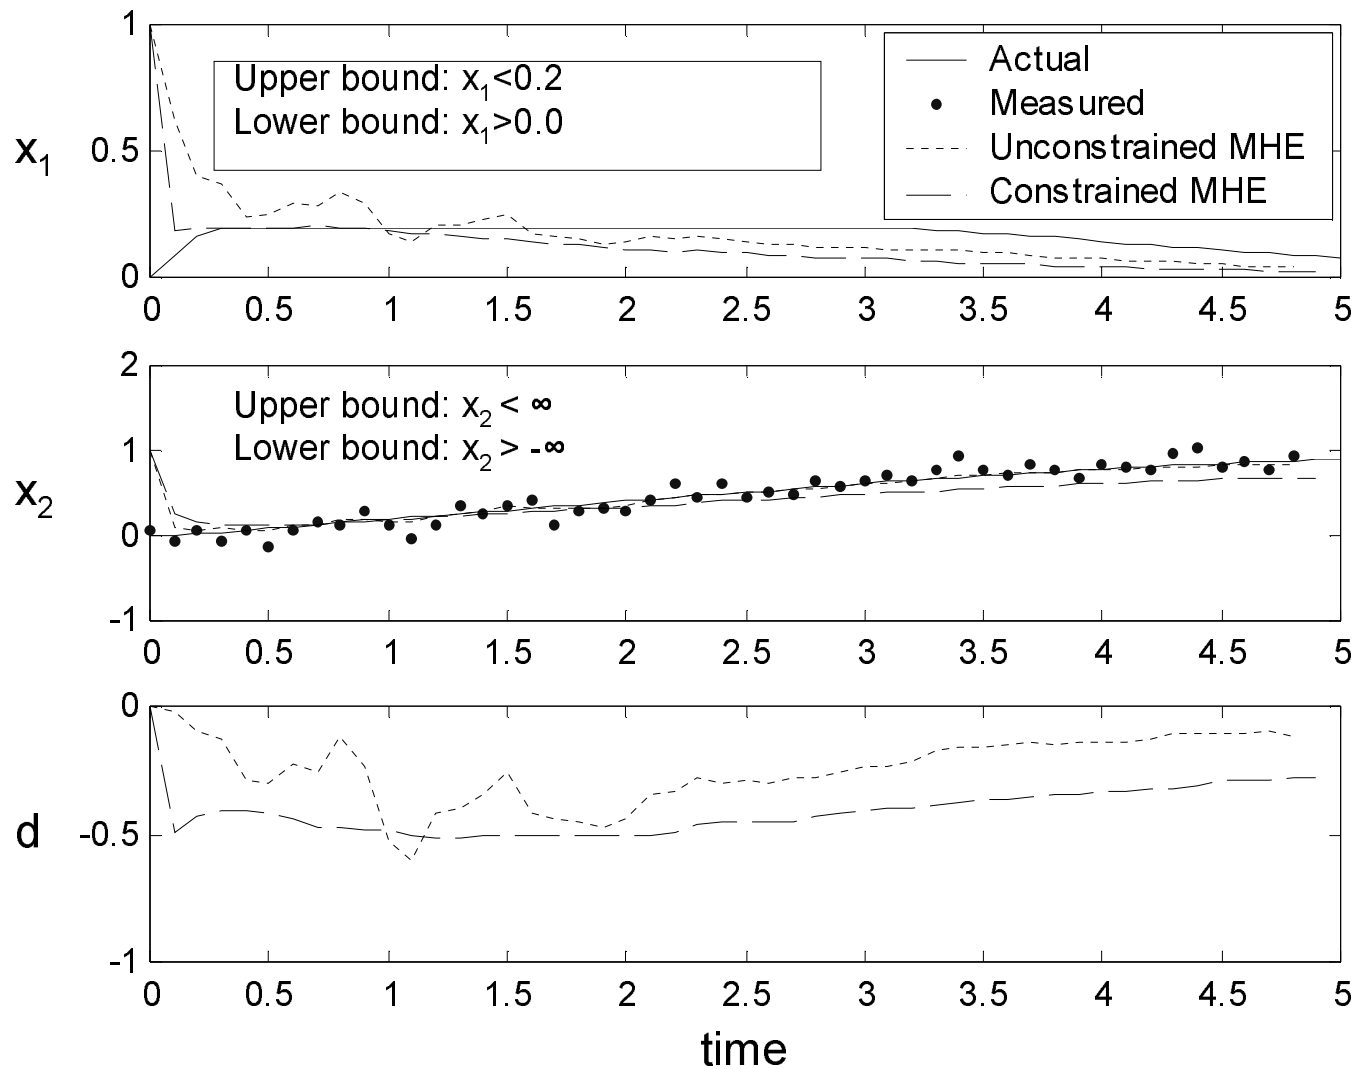 1
0.5
0
x1
Upper bound: x1<0.2
Lower bound: x1>0.0
Actual
Measured
Unconstrained MHE
Constrained MHE
0 0.5 1 1.5 2 2.5 3 3.5 4 4.5 5
2
1
0
-1
x2
Upper bound: x2 < ∞
Lower bound: x2 > -∞
0 0.5 1 1.5 2 2.5 3 3.5 4 4.5 5
0
-0.5
-1
d
0 0.5 1 1.5 2 2.5 3 3.5 4 4.5 5
time